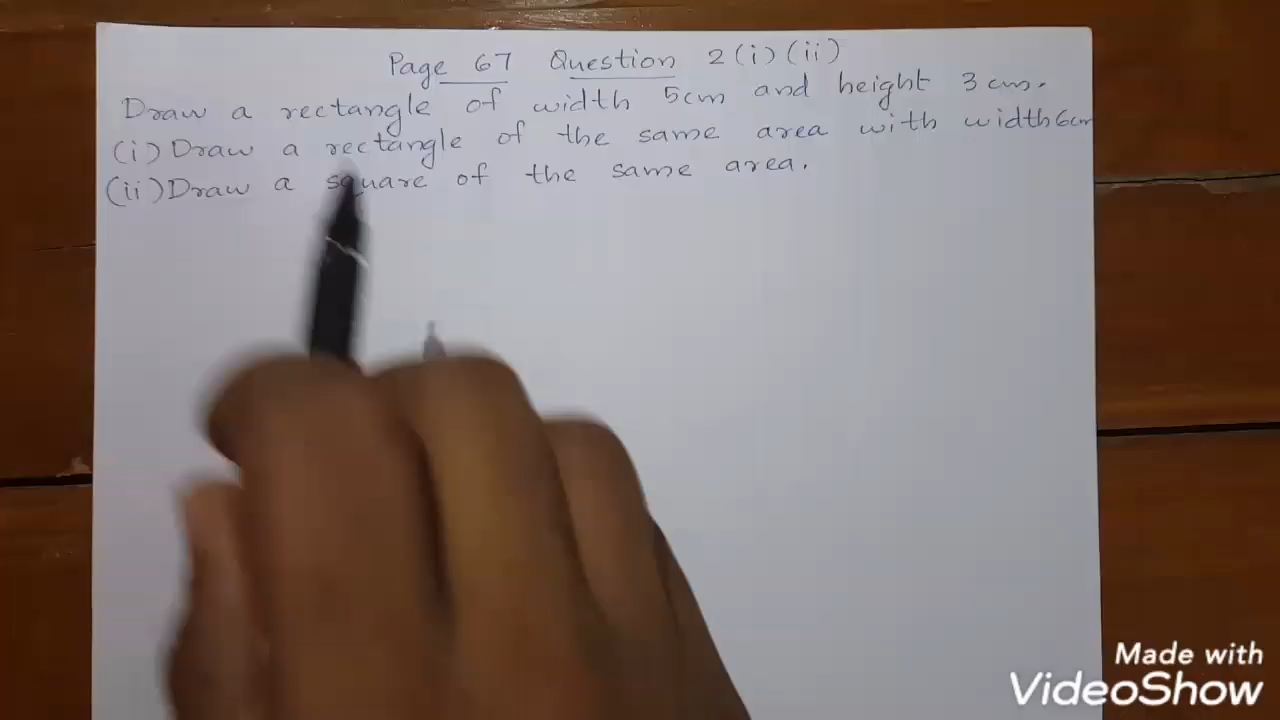 Page 67 Question 2(i)(ii)
Draw a rectangle of width 5cm and height 3cm.
(i) Draw a rectangle of the same area with width 6cm
(ii) Draw a square of the same area.
Made with
VideoShow